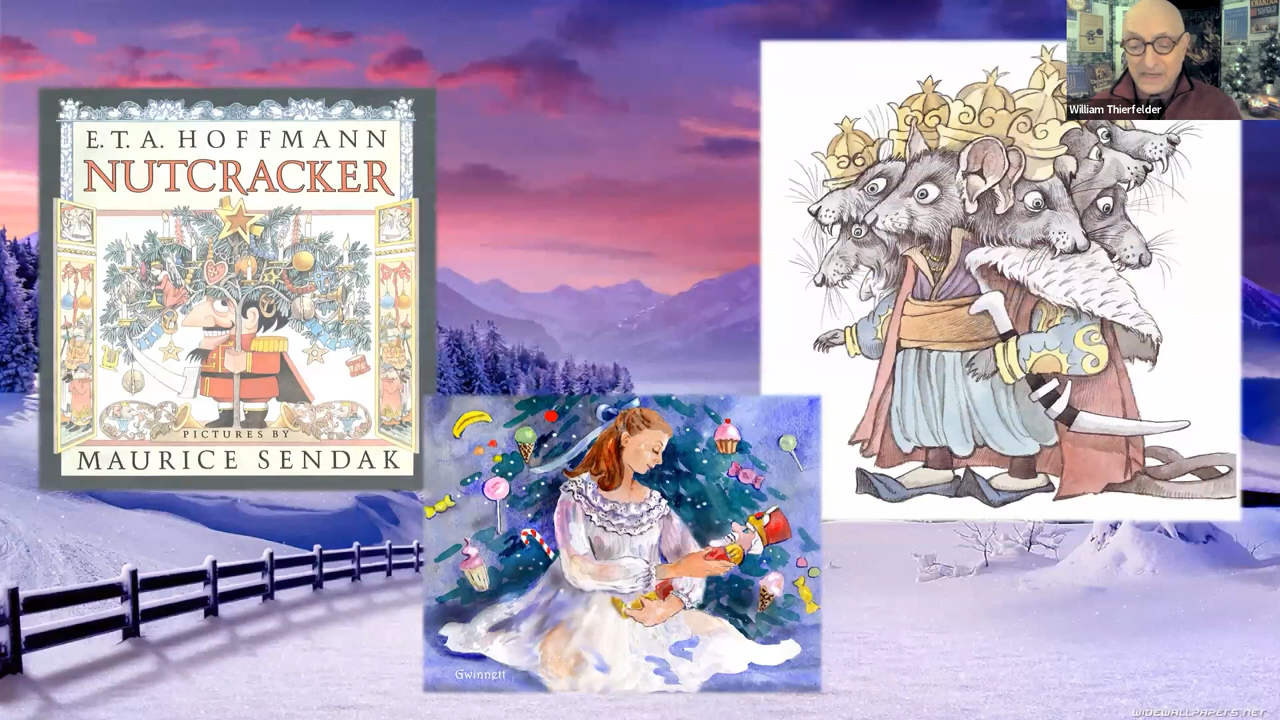 E.T.A. HOFFMANN
NUTCRACKER
PICTURES BY
MAURICE SENDAK
Gwinnett
William Thierfelder
WIDEWALLPAPERS.NET